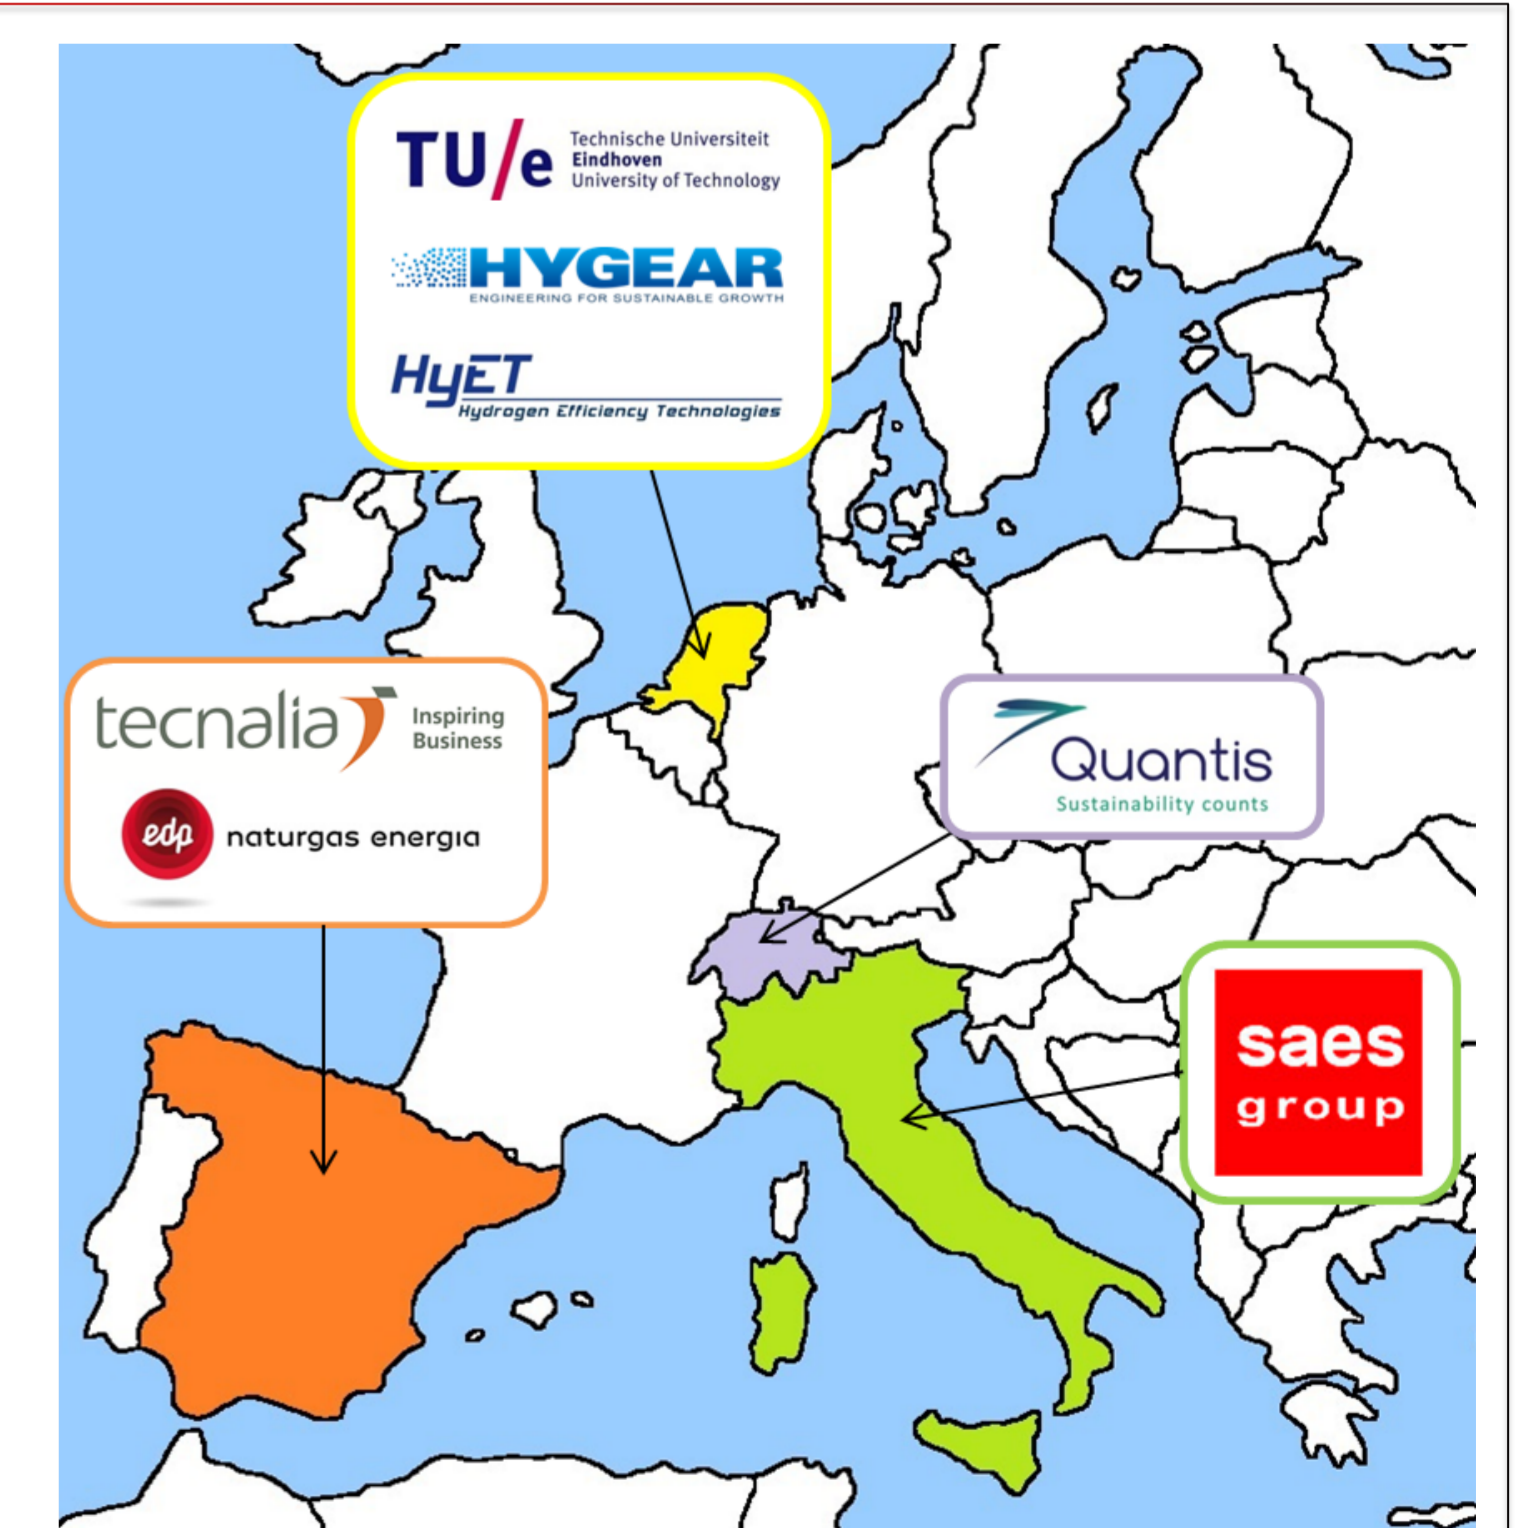 TU/e
Technische Universiteit
Eindhoven
University of Technology
HYGEAR
ENGINEERING FOR SUSTAINABLE GROWTH
HyET
Hydrogen Efficiency Technologies
tecnalia
Inspiring
Business
edp
naturgas energia
Quantis
Sustainability counts
saes
group